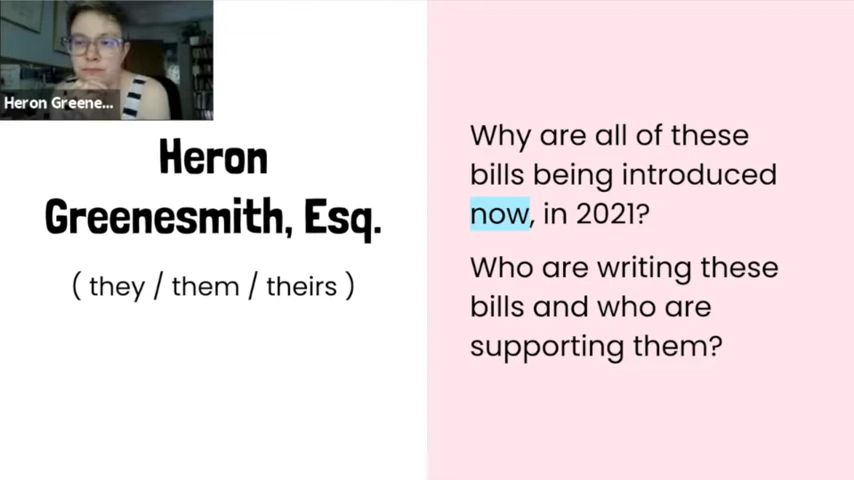 Heron Greene...
Heron
Greenesmith, Esq.
( they / them / theirs )
Why are all of these
bills being introduced
now, in 2021?
Who are writing these
bills and who are
supporting them?